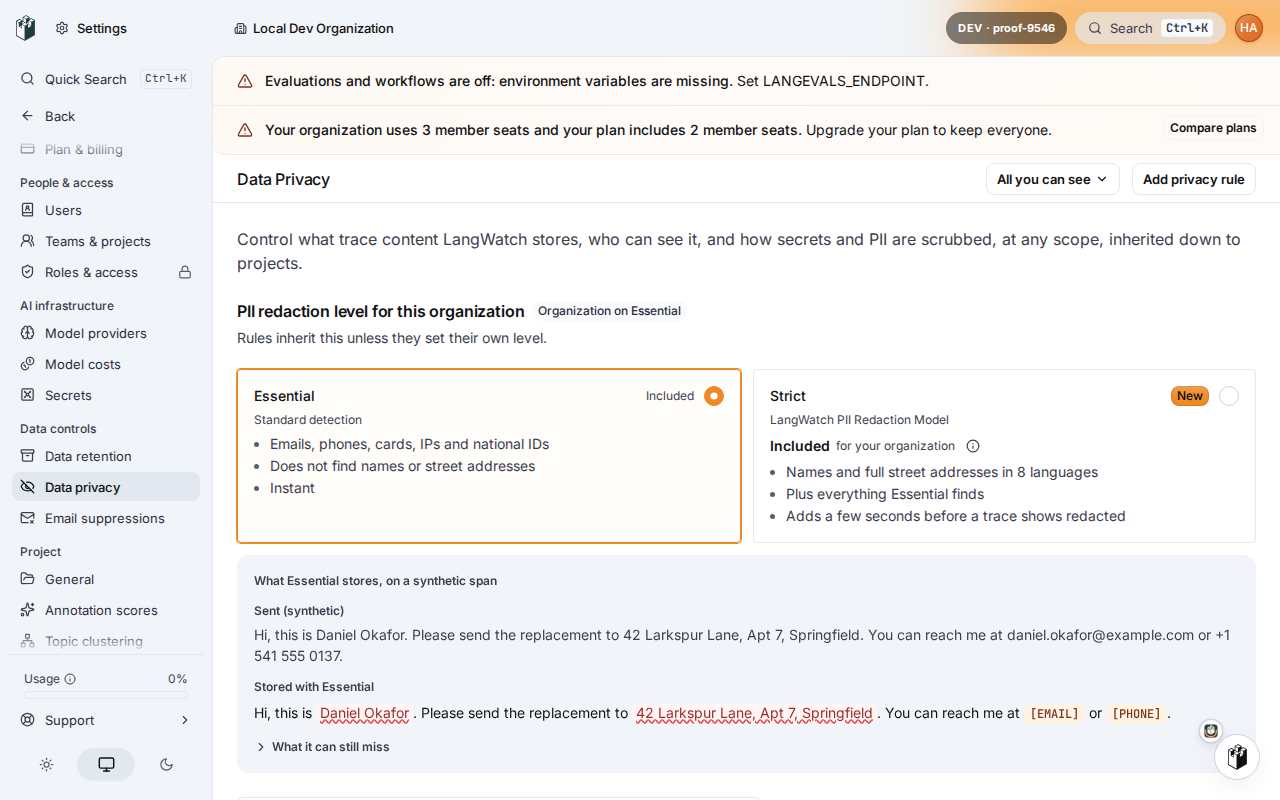 Settings
Local Dev Organization
DEV · proof-9546
Search Ctrl+K
HA
Quick Search Ctrl+K
Back
Plan & billing
People & access
Users
Teams & projects
Roles & access
AI infrastructure
Model providers
Model costs
Secrets
Data controls
Data retention
Data privacy
Email suppressions
Project
General
Annotation scores
Topic clustering
Usage 0%
Support
Evaluations and workflows are off: environment variables are missing. Set LANGEVALS_ENDPOINT.
Your organization uses 3 member seats and your plan includes 2 member seats. Upgrade your plan to keep everyone.
Compare plans
Data Privacy
All you can see
Add privacy rule
Control what trace content LangWatch stores, who can see it, and how secrets and PII are scrubbed, at any scope, inherited down to
projects.
PII redaction level for this organization Organization on Essential
Rules inherit this unless they set their own level.
Essential Included
Standard detection
Emails, phones, cards, IPs and national IDs
Does not find names or street addresses
Instant
Strict New
LangWatch PII Redaction Model
Included for your organization
Names and full street addresses in 8 languages
Plus everything Essential finds
Adds a few seconds before a trace shows redacted
What Essential stores, on a synthetic span
Sent (synthetic)
Hi, this is Daniel Okafor. Please send the replacement to 42 Larkspur Lane, Apt 7, Springfield. You can reach me at daniel.okafor@example.com or +1
541 555 0137.
Stored with Essential
Hi, this is Daniel Okafor . Please send the replacement to 42 Larkspur Lane, Apt 7, Springfield . You can reach me at [EMAIL] or [PHONE] .
What it can still miss